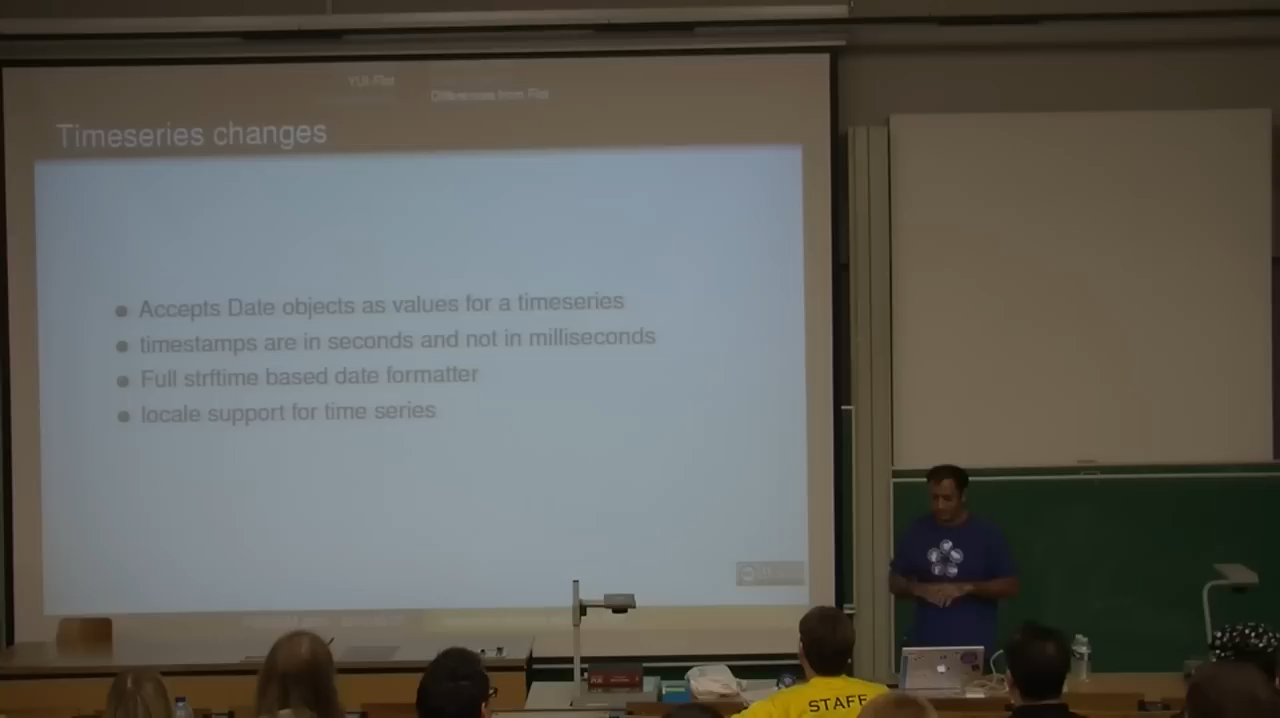 YUI-Flot
Differences from Flot
Timeseries changes
Accepts Date objects as values for a timeseries
timestamps are in seconds and not in milliseconds
Full strftime based date formatter
locale support for time series
STAFF